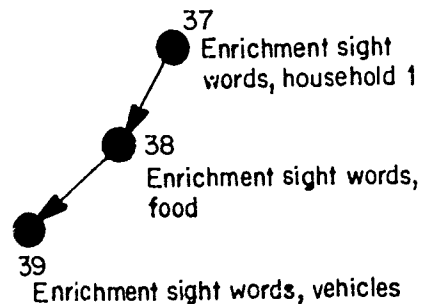 37
Enrichment sight
words, household 1
38
Enrichment sight words,
food
39
Enrichment sight words, vehicles